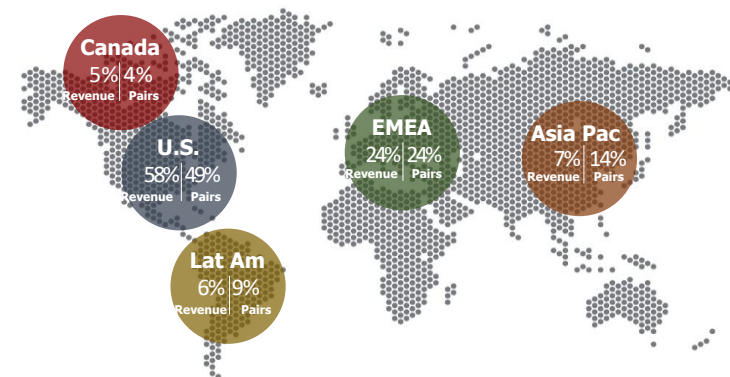 Canada
5% 4%
Revenue Pairs
U.S.
58% 49%
Revenue Pairs
EMEA
24% 24%
Revenue Pairs
Asia Pac
7% 14%
Revenue Pairs
Lat Am
6% 9%
Revenue Pairs